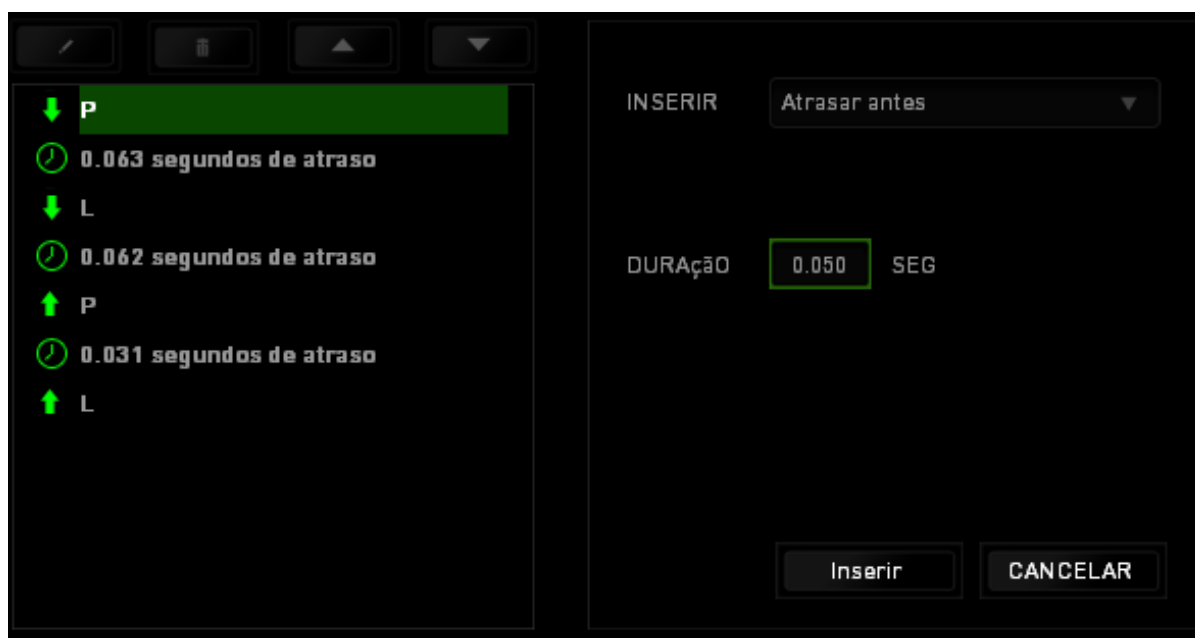 P
0.063 segundos de atraso
L
0.062 segundos de atraso
P
0.031 segundos de atraso
L
INSERIR Atrasar antes
DURAçãO 0.050 SEG
Inserir CANCELAR